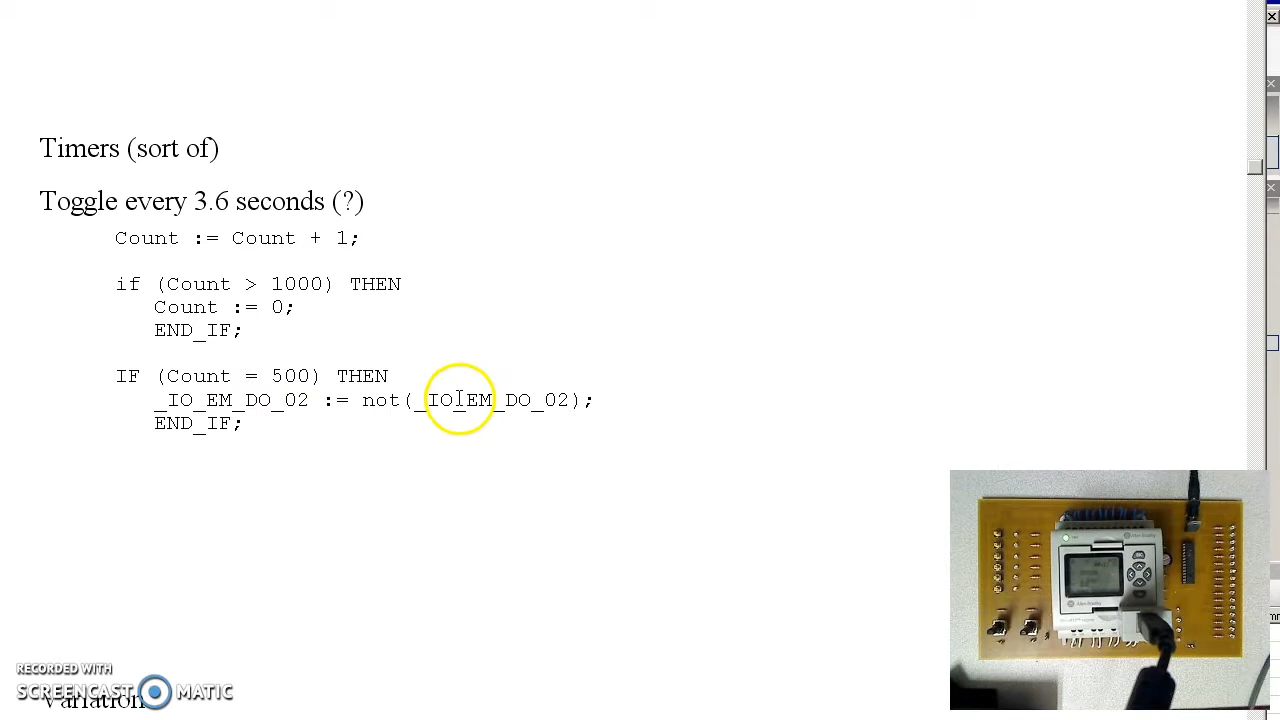 Timers (sort of)
Toggle every 3.6 seconds (?)
Count := Count + 1;
if (Count > 1000) THEN
Count := 0;
END_IF;
IF (Count = 500) THEN
_IO_EM_DO_02 := not(_IO_EM_DO_02);
END_IF;
RECORDED WITH
SCREENCAST MATIC
Variation